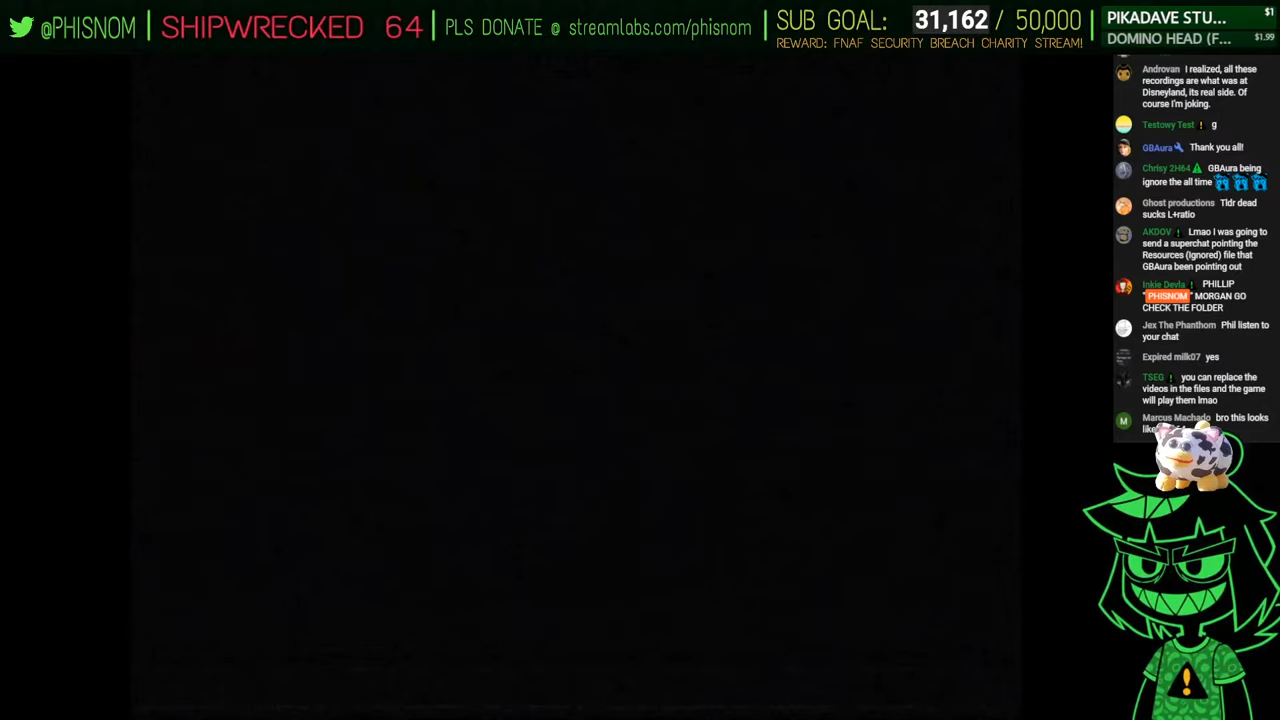 @PHISNOM
SHIPWRECKED 64
PLS DONATE @ streamlabs.com/phisnom
SUB GOAL: 31,162 / 50,000
REWARD: FNAF SECURITY BREACH CHARITY STREAM!
PIKADAVE STU... $1
DOMINO HEAD (F... $1.99
Androvan I realized, all these
recordings are what was at
Disneyland, its real side. Of
course I'm joking.
Testowy Test g
GBAura Thank you all!
Chrisy 2H64 GBAura being
ignore the all time
Ghost productions Tldr dead
sucks L+ratio
AKDOV Lmao I was going to
send a superchat pointing the
Resources (Ignored) file that
GBAura been pointing out
Inkie Devla PHILLIP
"PHISNOM" MORGAN GO
CHECK THE FOLDER
Jex The Phanthom Phil listen to
your chat
Expired milk07 yes
TSEG you can replace the
videos in the files and the game
will play them lmao
M
Marcus Machado bro this looks